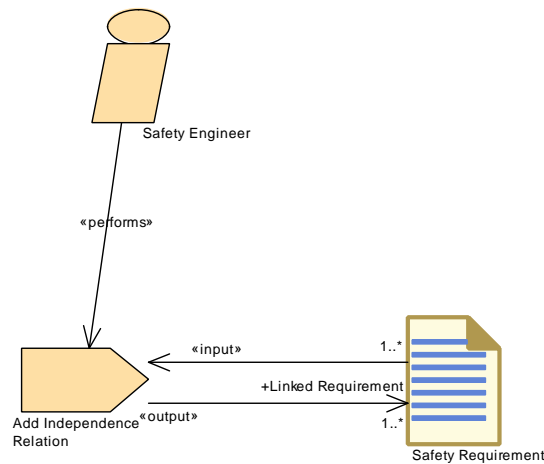 Safety Engineer
«performs»
«input»
1..*
+Linked Requirement
«output»
1..*
Add Independence
Relation
Safety Requirement